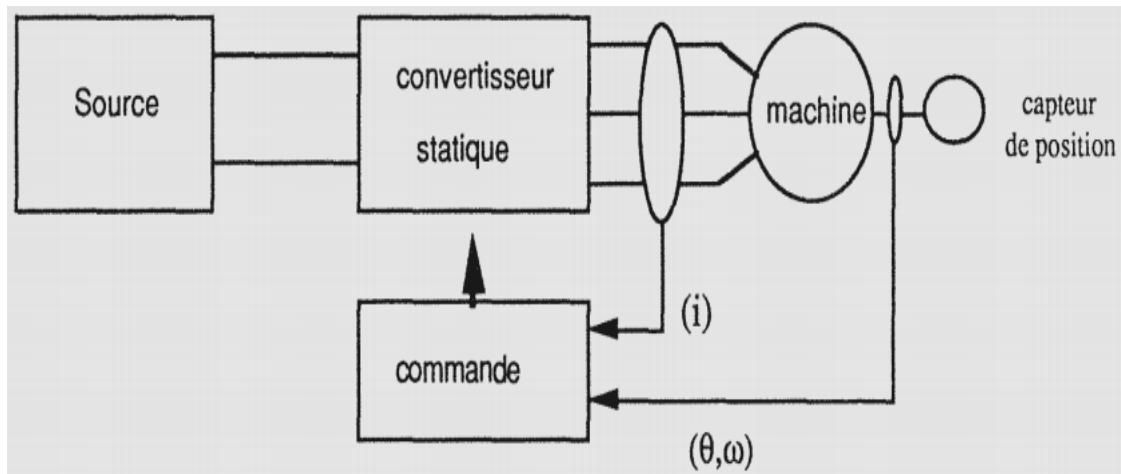 Source
convertisseur
statique
machine
capteur
de position
(i)
commande
(θ,ω)